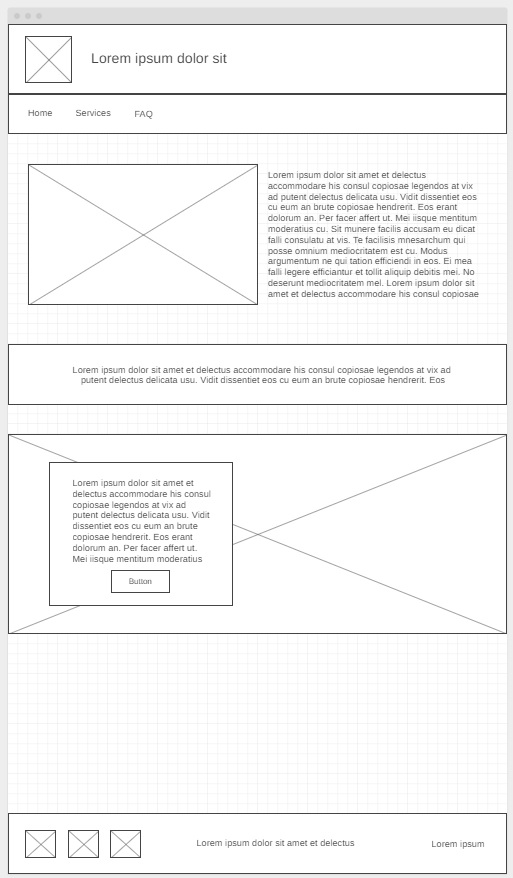 Lorem ipsum dolor sit
Home
Services
FAQ
Lorem ipsum dolor sit amet et delectus
accommodare his consul copiosae legendos at vix
ad putent delectus delicata usu. Vidit dissentiet eos
cu eum an brute copiosae hendrerit. Eos erant
dolorum an. Per facer affert ut. Mei iisque mentitum
moderatius cu. Sit munere facilis accusam eu dicat
falli consulatu at vis. Te facilisis mnesarchum qui
posse omnium mediocritatem est cu. Modus
argumentum ne qui tation efficiendi in eos. Ei mea
falli legere efficiantur et tollit aliquip debitis mei. No
deserunt mediocritatem mel. Lorem ipsum dolor sit
amet et delectus accommodare his consul copiosae
Lorem ipsum dolor sit amet et delectus accommodare his consul copiosae legendos at vix ad
putent delectus delicata usu. Vidit dissentiet eos cu eum an brute copiosae hendrerit. Eos
Lorem ipsum dolor sit amet et
delectus accommodare his consul
copiosae legendos at vix ad
putent delectus delicata usu. Vidit
dissentiet eos cu eum an brute
copiosae hendrerit. Eos erant
dolorum an. Per facer affert ut.
Mei iisque mentitum moderatius
Button
Lorem ipsum dolor sit amet et delectus
Lorem ipsum